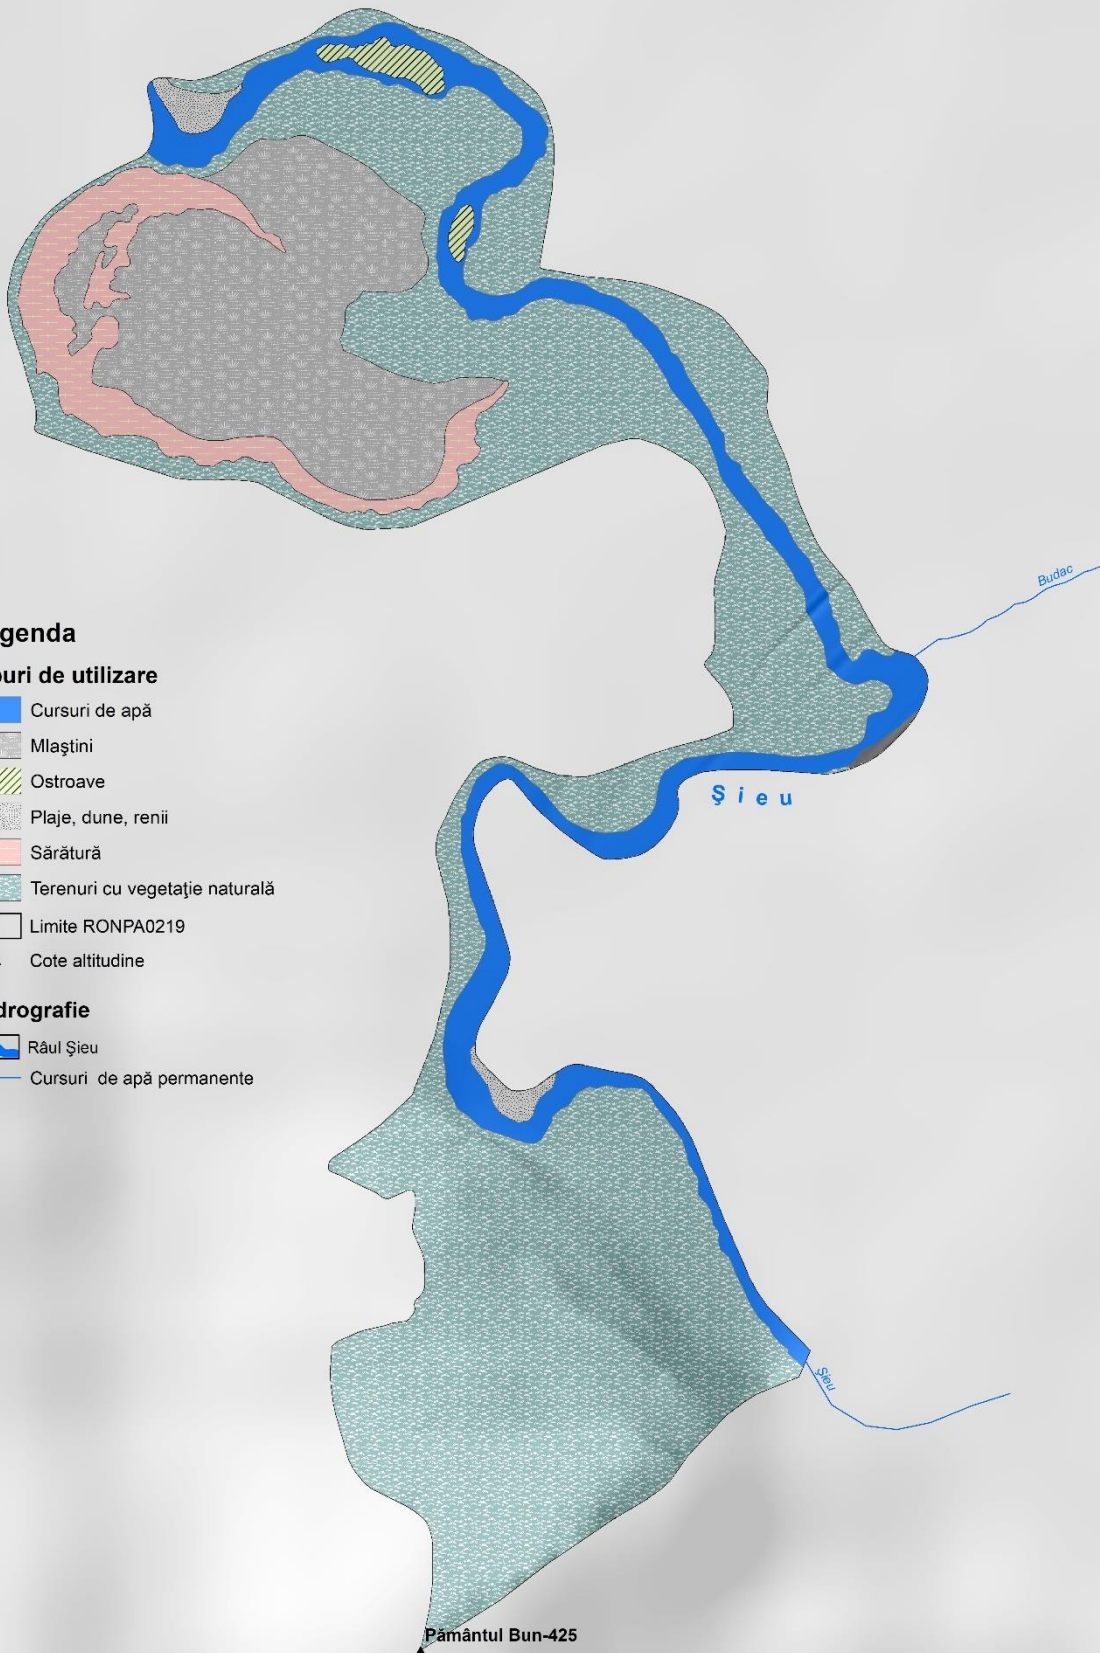 Budac
genda
uri de utilizare
Cursuri de apă
Mlaştini
Ostroave
Plaje, dune, renii
Sărătură
Terenuri cu vegetaţie naturală
Limite RONPA0219
Cote altitudine
drografie
Râul Şieu
Cursuri de apă permanente
Şieu
Şieu
Pământul Bun-425